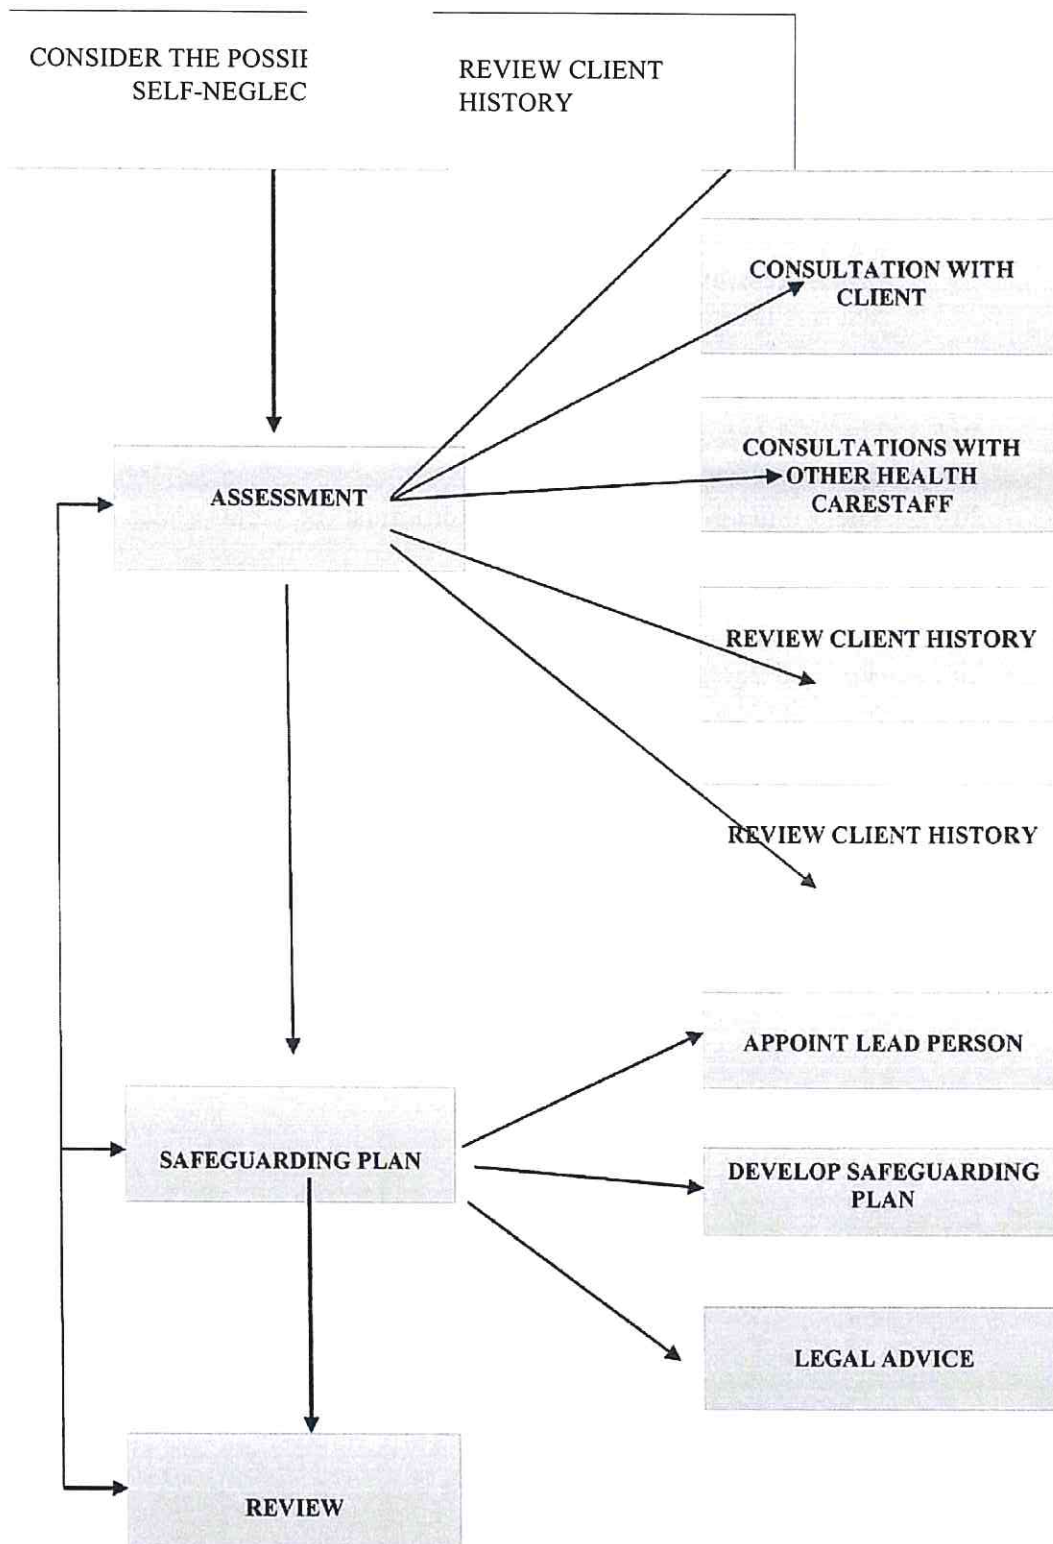 CONSIDER THE POSSIE
SELF-NEGLEC
REVIEW CLIENT
HISTORY
CONSULTATION WITH
CLIENT
CONSULTATIONS WITH
OTHER HEALTH
CARESTAFF
ASSESSMENT
REVIEW CLIENT HISTORY
REVIEW CLIENT HISTORY
APPOINT LEAD PERSON
SAFEGUARDING PLAN
DEVELOP SAFEGUARDING
PLAN
LEGAL ADVICE
REVIEW